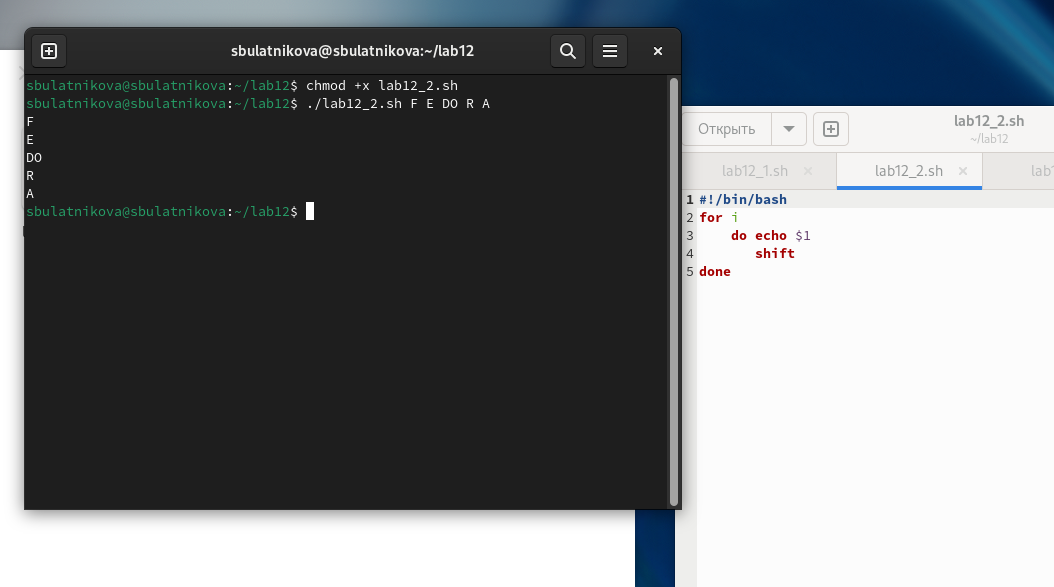 sbulatnikova@sbulatnikova:~/lab12
sbulatnikova@sbulatnikova:~/lab12$ chmod +x lab12_2.sh
sbulatnikova@sbulatnikova:~/lab12$ ./lab12_2.sh F E DO R A
F
E
DO
R
A
sbulatnikova@sbulatnikova:~/lab12$
Открыть
lab12_2.sh
~/lab12
lab12_1.sh
lab12_2.sh
1 #!/bin/bash
2 for i
3     do echo $1
4        shift
5 done